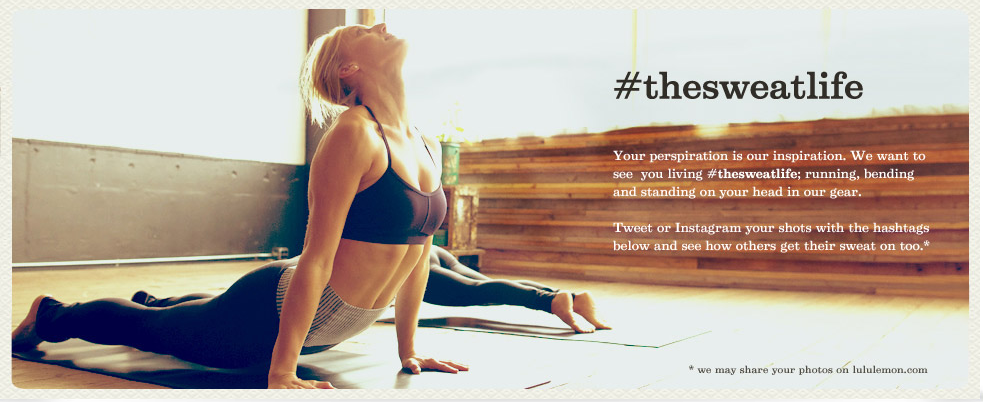 #thesweatlife
Your perspiration is our inspiration. We want to
see  you living #thesweatlife; running, bending
and standing on your head in our gear.
Tweet or Instagram your shots with the hashtags
below and see how others get their sweat on too.*
* we may share your photos on lululemon.com